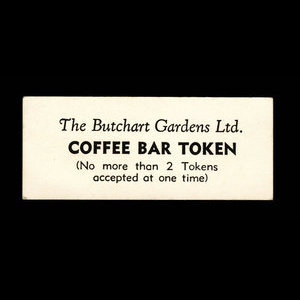 The Butchart Gardens Ltd.
COFFEE BAR TOKEN
(No more than 2 Tokens
accepted at one time)